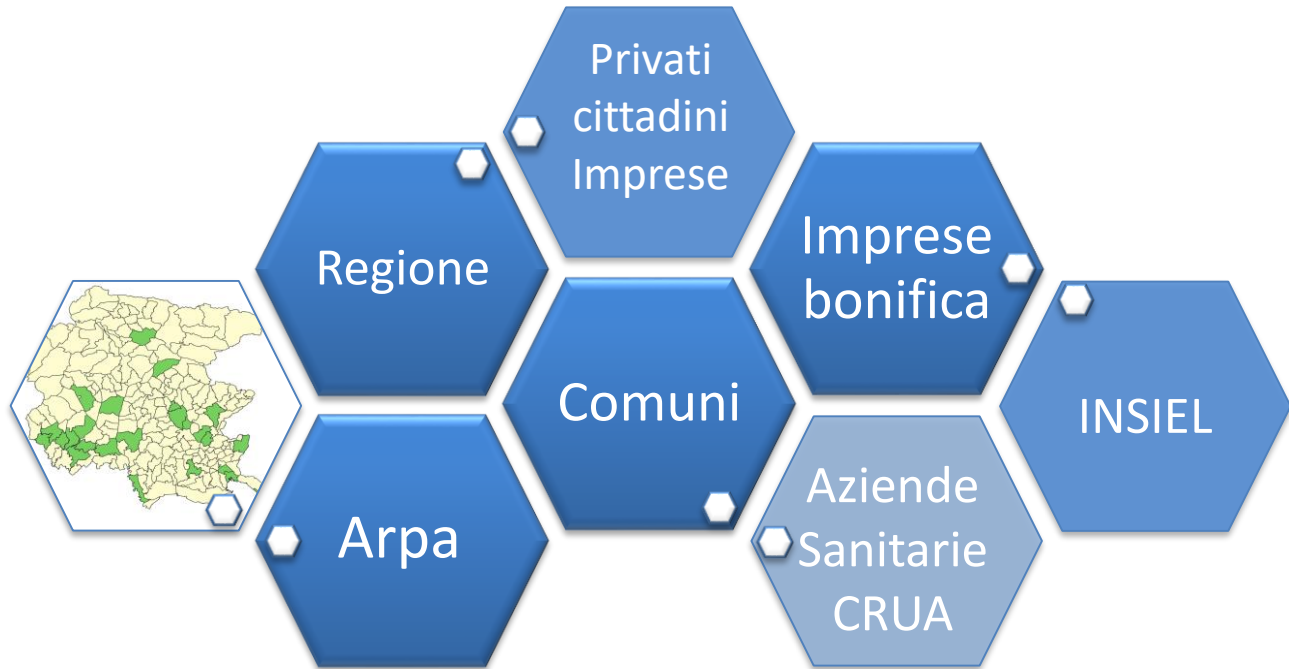 Privati
cittadini
Imprese
Regione
Imprese
bonifica
Comuni
INSIEL
Arpa
Aziende
Sanitarie
CRUA